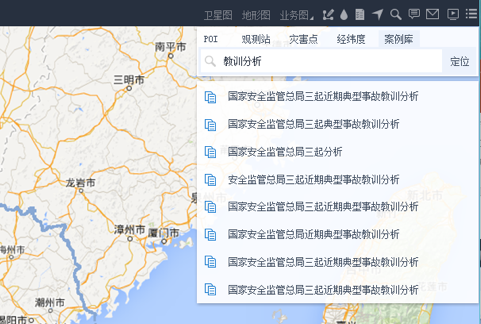 卫星图 地形图 业务图
POI 观测站 灾害点 经纬度 案例库
教训分析 定位
国家安全监管总局三起近期典型事故教训分析
国家安全监管总局三起典型事故教训分析
国家安全监管总局三起分析
安全监管总局三起近期典型事故教训分析
国家安全监管总局三起近期典型事故教训分析
国家安全监管总局近期典型事故教训分析
国家安全监管总局三起近期典型事故教训分析
国家安全监管总局三起近期典型事故教训分析
南平市
三明市
龙岩市
新北市
漳州市 厦门市
梅州市
潮州市
揭阳市